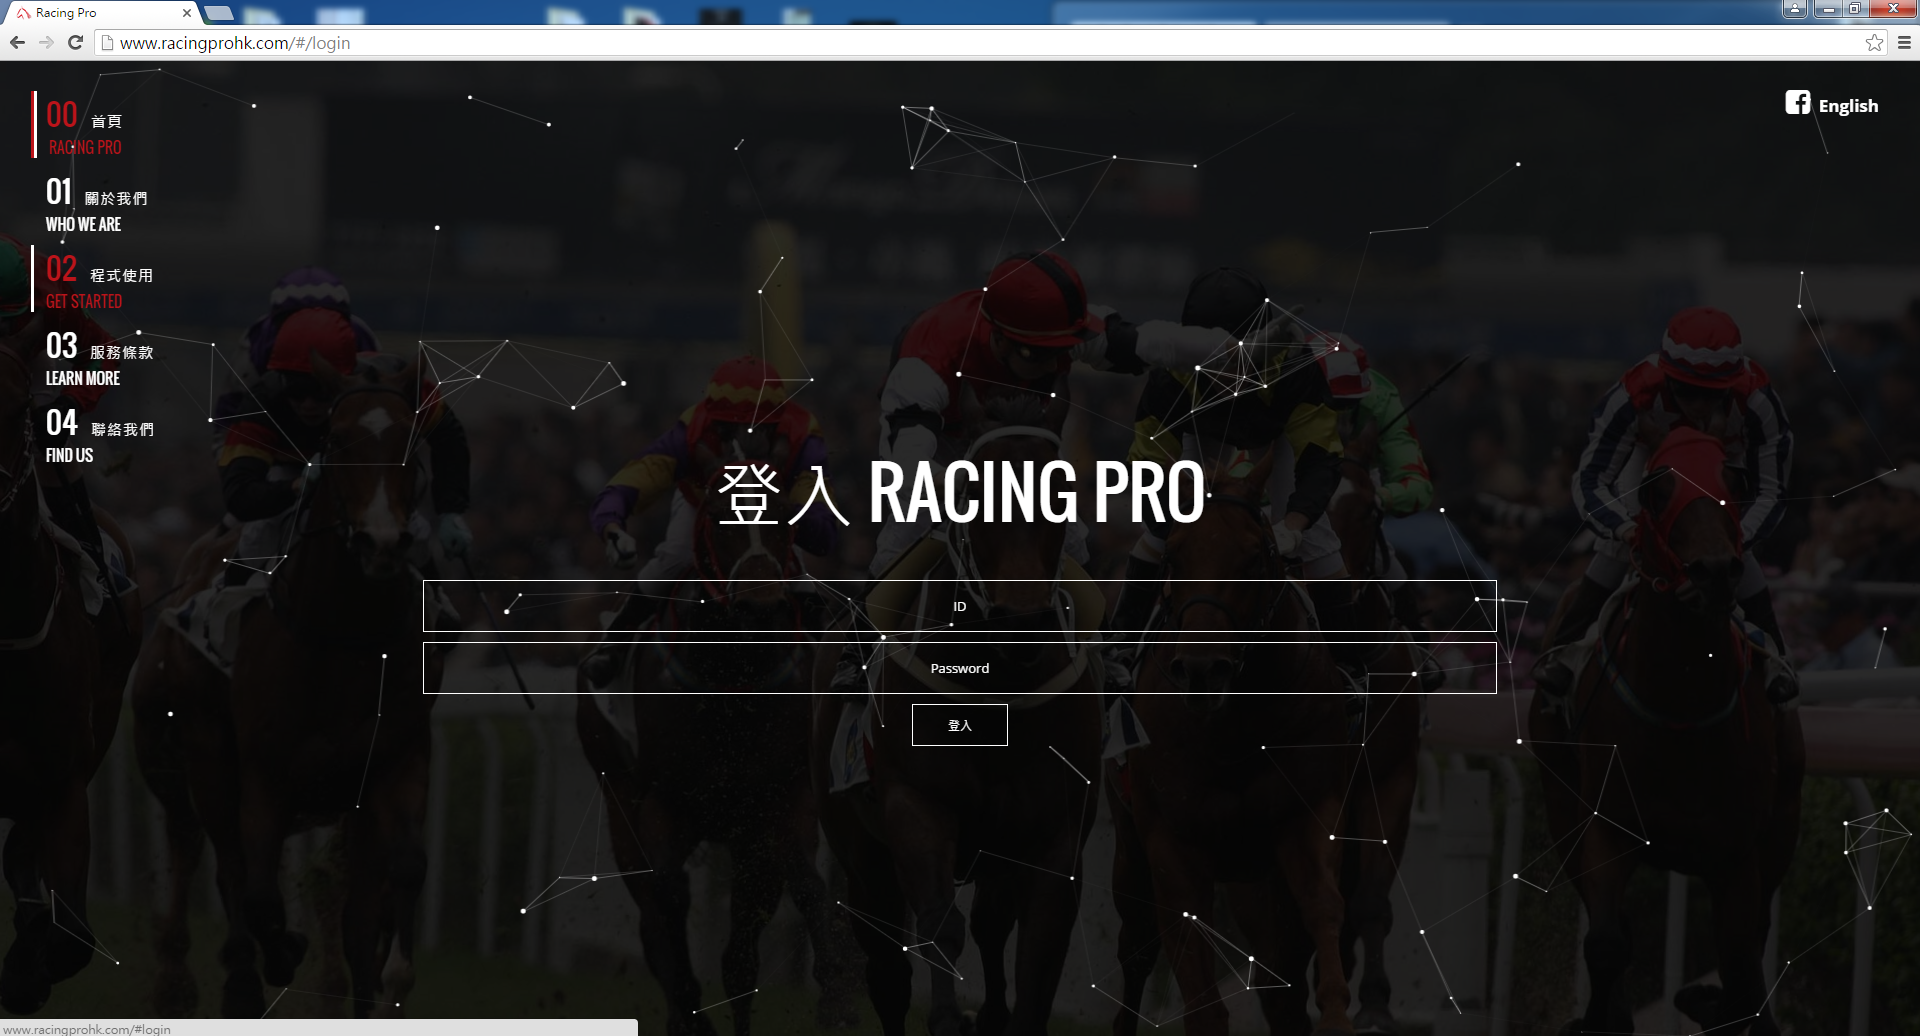 Racing Pro
www.racingprohk.com/#/login
00 首頁
RACING PRO
01 關於我們
WHO WE ARE
02 程式使用
GET STARTED
03 服務條款
LEARN MORE
04 聯絡我們
FIND US
English
登入 RACING PRO
ID
Password
登入
www.racingprohk.com/#login